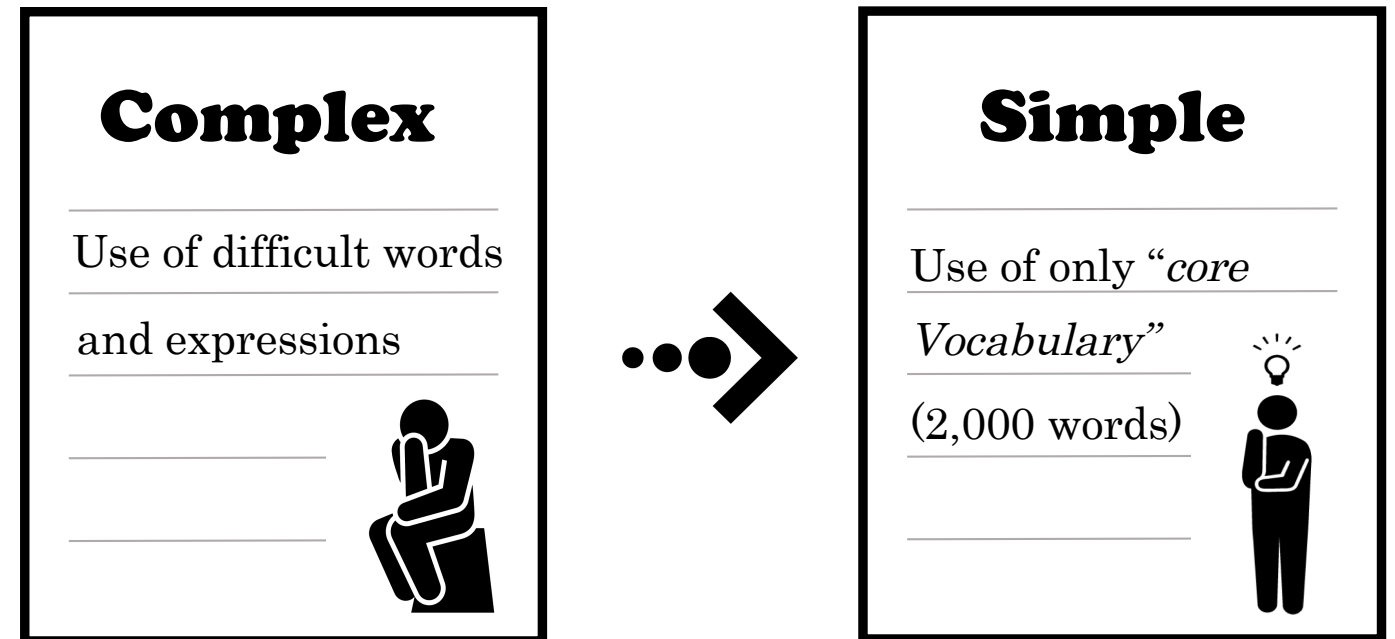 Complex
Use of difficult words
and expressions
Simple
Use of only “core
Vocabulary”
(2,000 words)